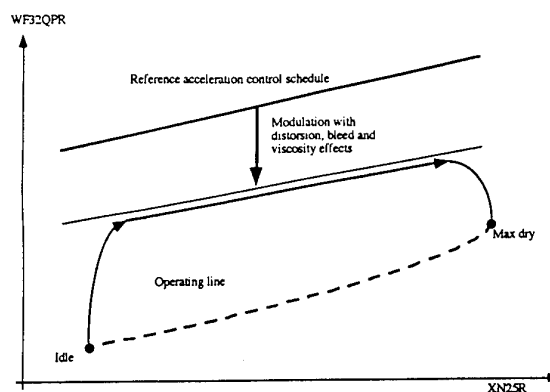 WF32QPR
Reference acceleration control schedule
Modulation with
distorsion, bleed and
viscosity effects
Max dry
Operating line
Idle
XN25R